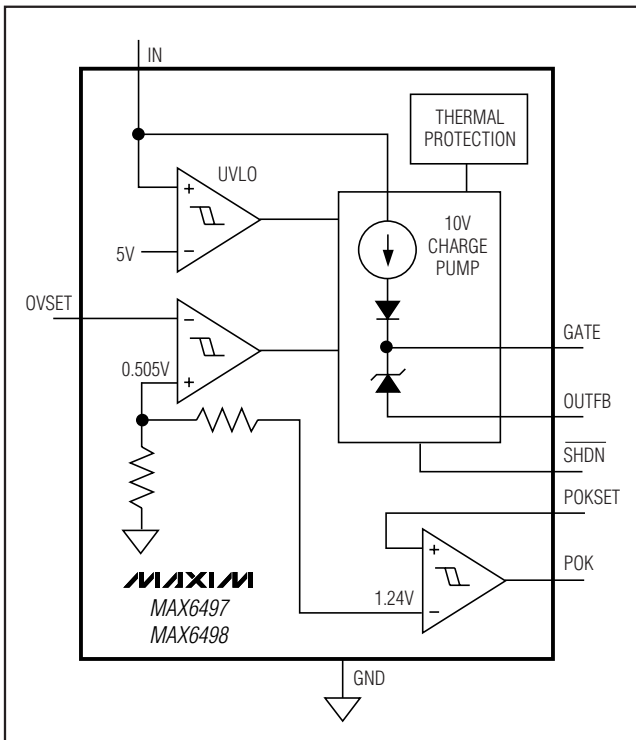 IN
THERMAL
PROTECTION
UVLO
+
10V
CHARGE
PUMP
5V
−
OVSET
−
GATE
0.505V
+
OUTFB
SHDN
POKSET
+
POK
MAXIM
1.24V
−
MAX6497
MAX6498
GND